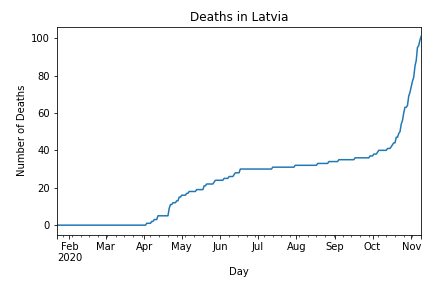 Deaths in Latvia
Number of Deaths
100
80
60
40
20
0
Feb Mar Apr May Jun Jul Aug Sep Oct Nov
2020
Day